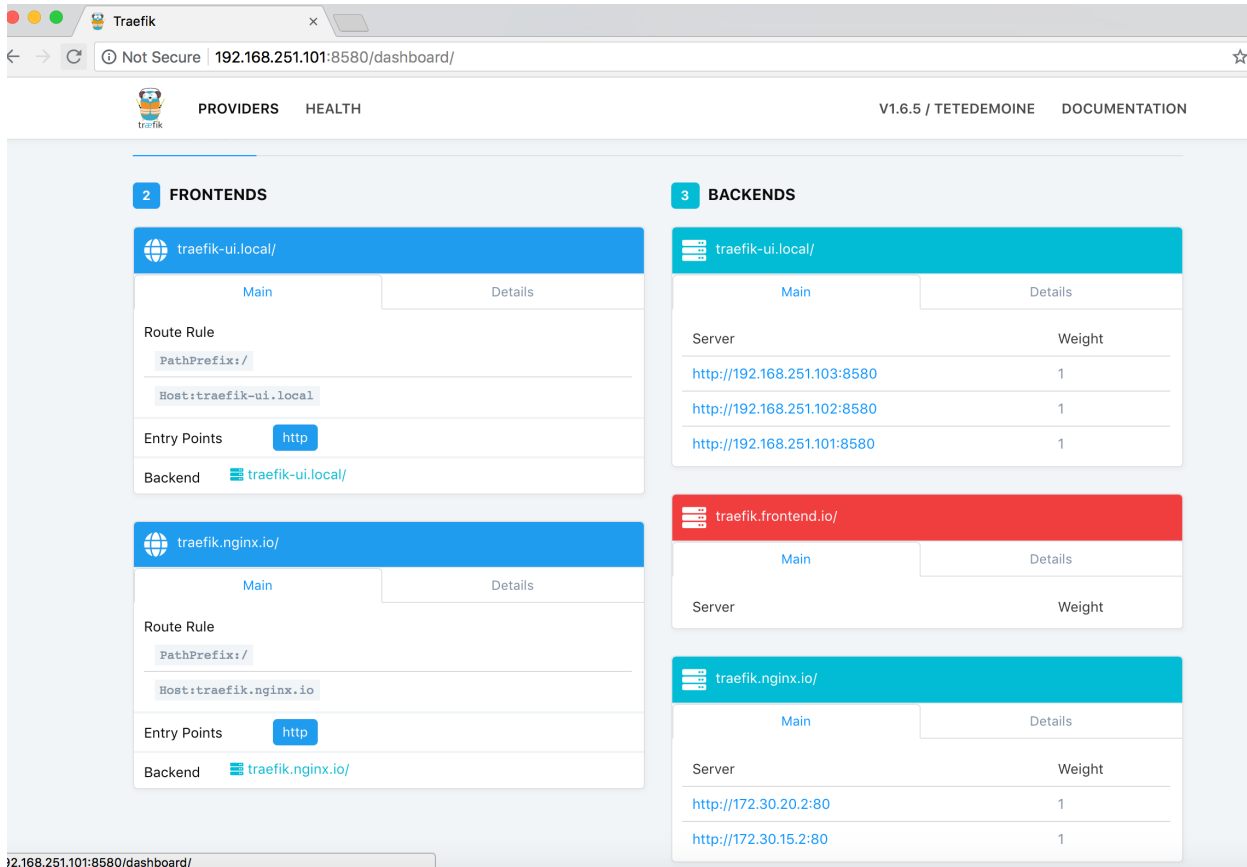 Traefik
Not Secure 192.168.251.101:8580/dashboard/
træfik
PROVIDERS HEALTH V1.6.5 / TETEDEMOINE DOCUMENTATION
2 FRONTENDS
traefik-ui.local/
Main Details
Route Rule
PathPrefix:/
Host:traefik-ui.local
Entry Points http
Backend traefik-ui.local/
traefik.nginx.io/
Main Details
Route Rule
PathPrefix:/
Host:traefik.nginx.io
Entry Points http
Backend traefik.nginx.io/
3 BACKENDS
traefik-ui.local/
Main Details
Server Weight
http://192.168.251.103:8580 1
http://192.168.251.102:8580 1
http://192.168.251.101:8580 1
traefik.frontend.io/
Main Details
Server Weight
traefik.nginx.io/
Main Details
Server Weight
http://172.30.20.2:80 1
http://172.30.15.2:80 1
92.168.251.101:8580/dashboard/